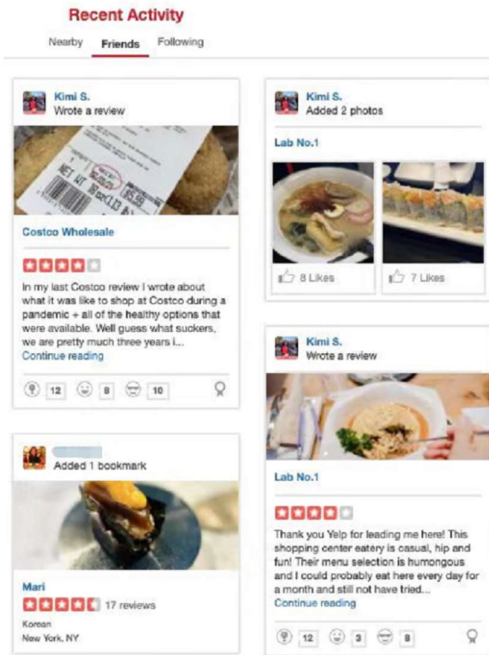 Recent Activity
Nearby Friends Following
Kimi S.
Wrote a review
Costco Wholesale
In my last Costco review I wrote about
what it was like to shop at Costco during a
pandemic + all of the healthy options that
were available. Well guess what suckers,
we are pretty much three years i...
Continue reading
12 8 10
Added 1 bookmark
Mari
17 reviews
Korean
New York, NY
Kimi S.
Added 2 photos
Lab No.1
8 Likes 7 Likes
Kimi S.
Wrote a review
Lab No.1
Thank you Yelp for leading me here! This
shopping center eatery is casual, hip and
fun! Their menu selection is humongous
and I could probably eat here every day for
a month and still not have tried...
Continue reading
12 3 8